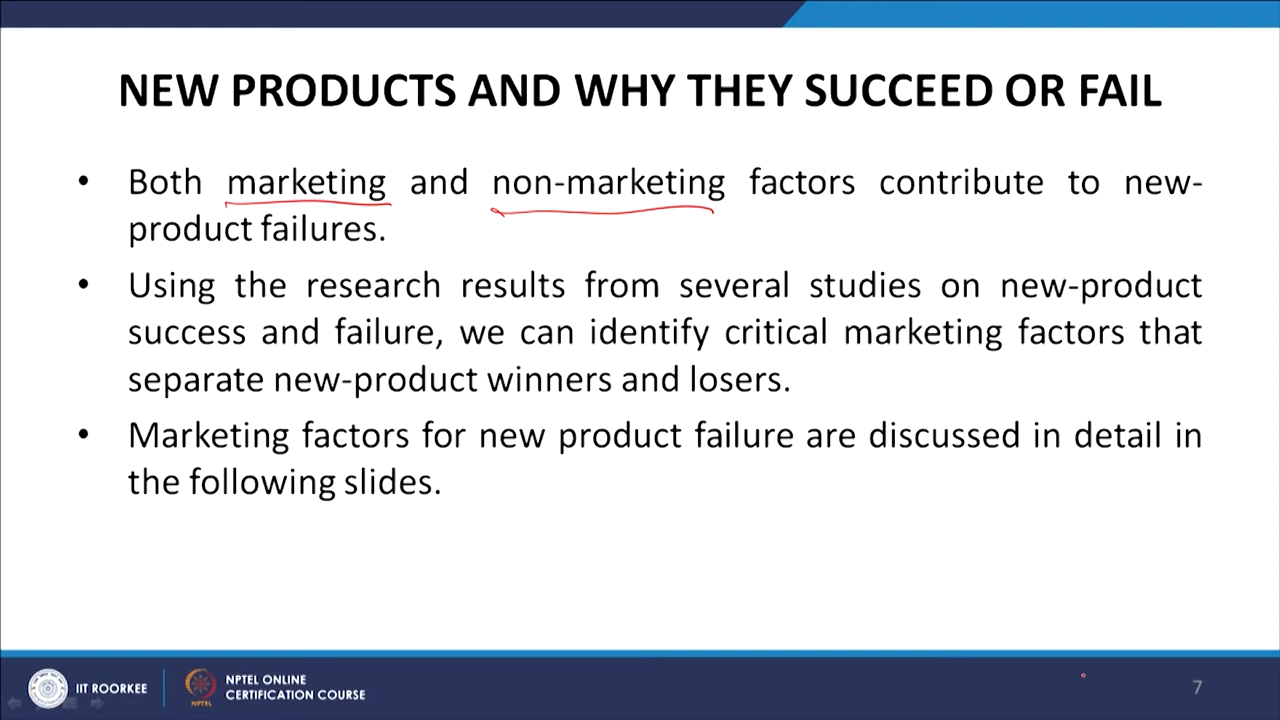 NEW PRODUCTS AND WHY THEY SUCCEED OR FAIL
• Both marketing and non-marketing factors contribute to new-
product failures.
• Using the research results from several studies on new-product
success and failure, we can identify critical marketing factors that
separate new-product winners and losers.
• Marketing factors for new product failure are discussed in detail in
the following slides.
IIT ROORKEE
NPTEL ONLINE
CERTIFICATION COURSE
NPTEL
7